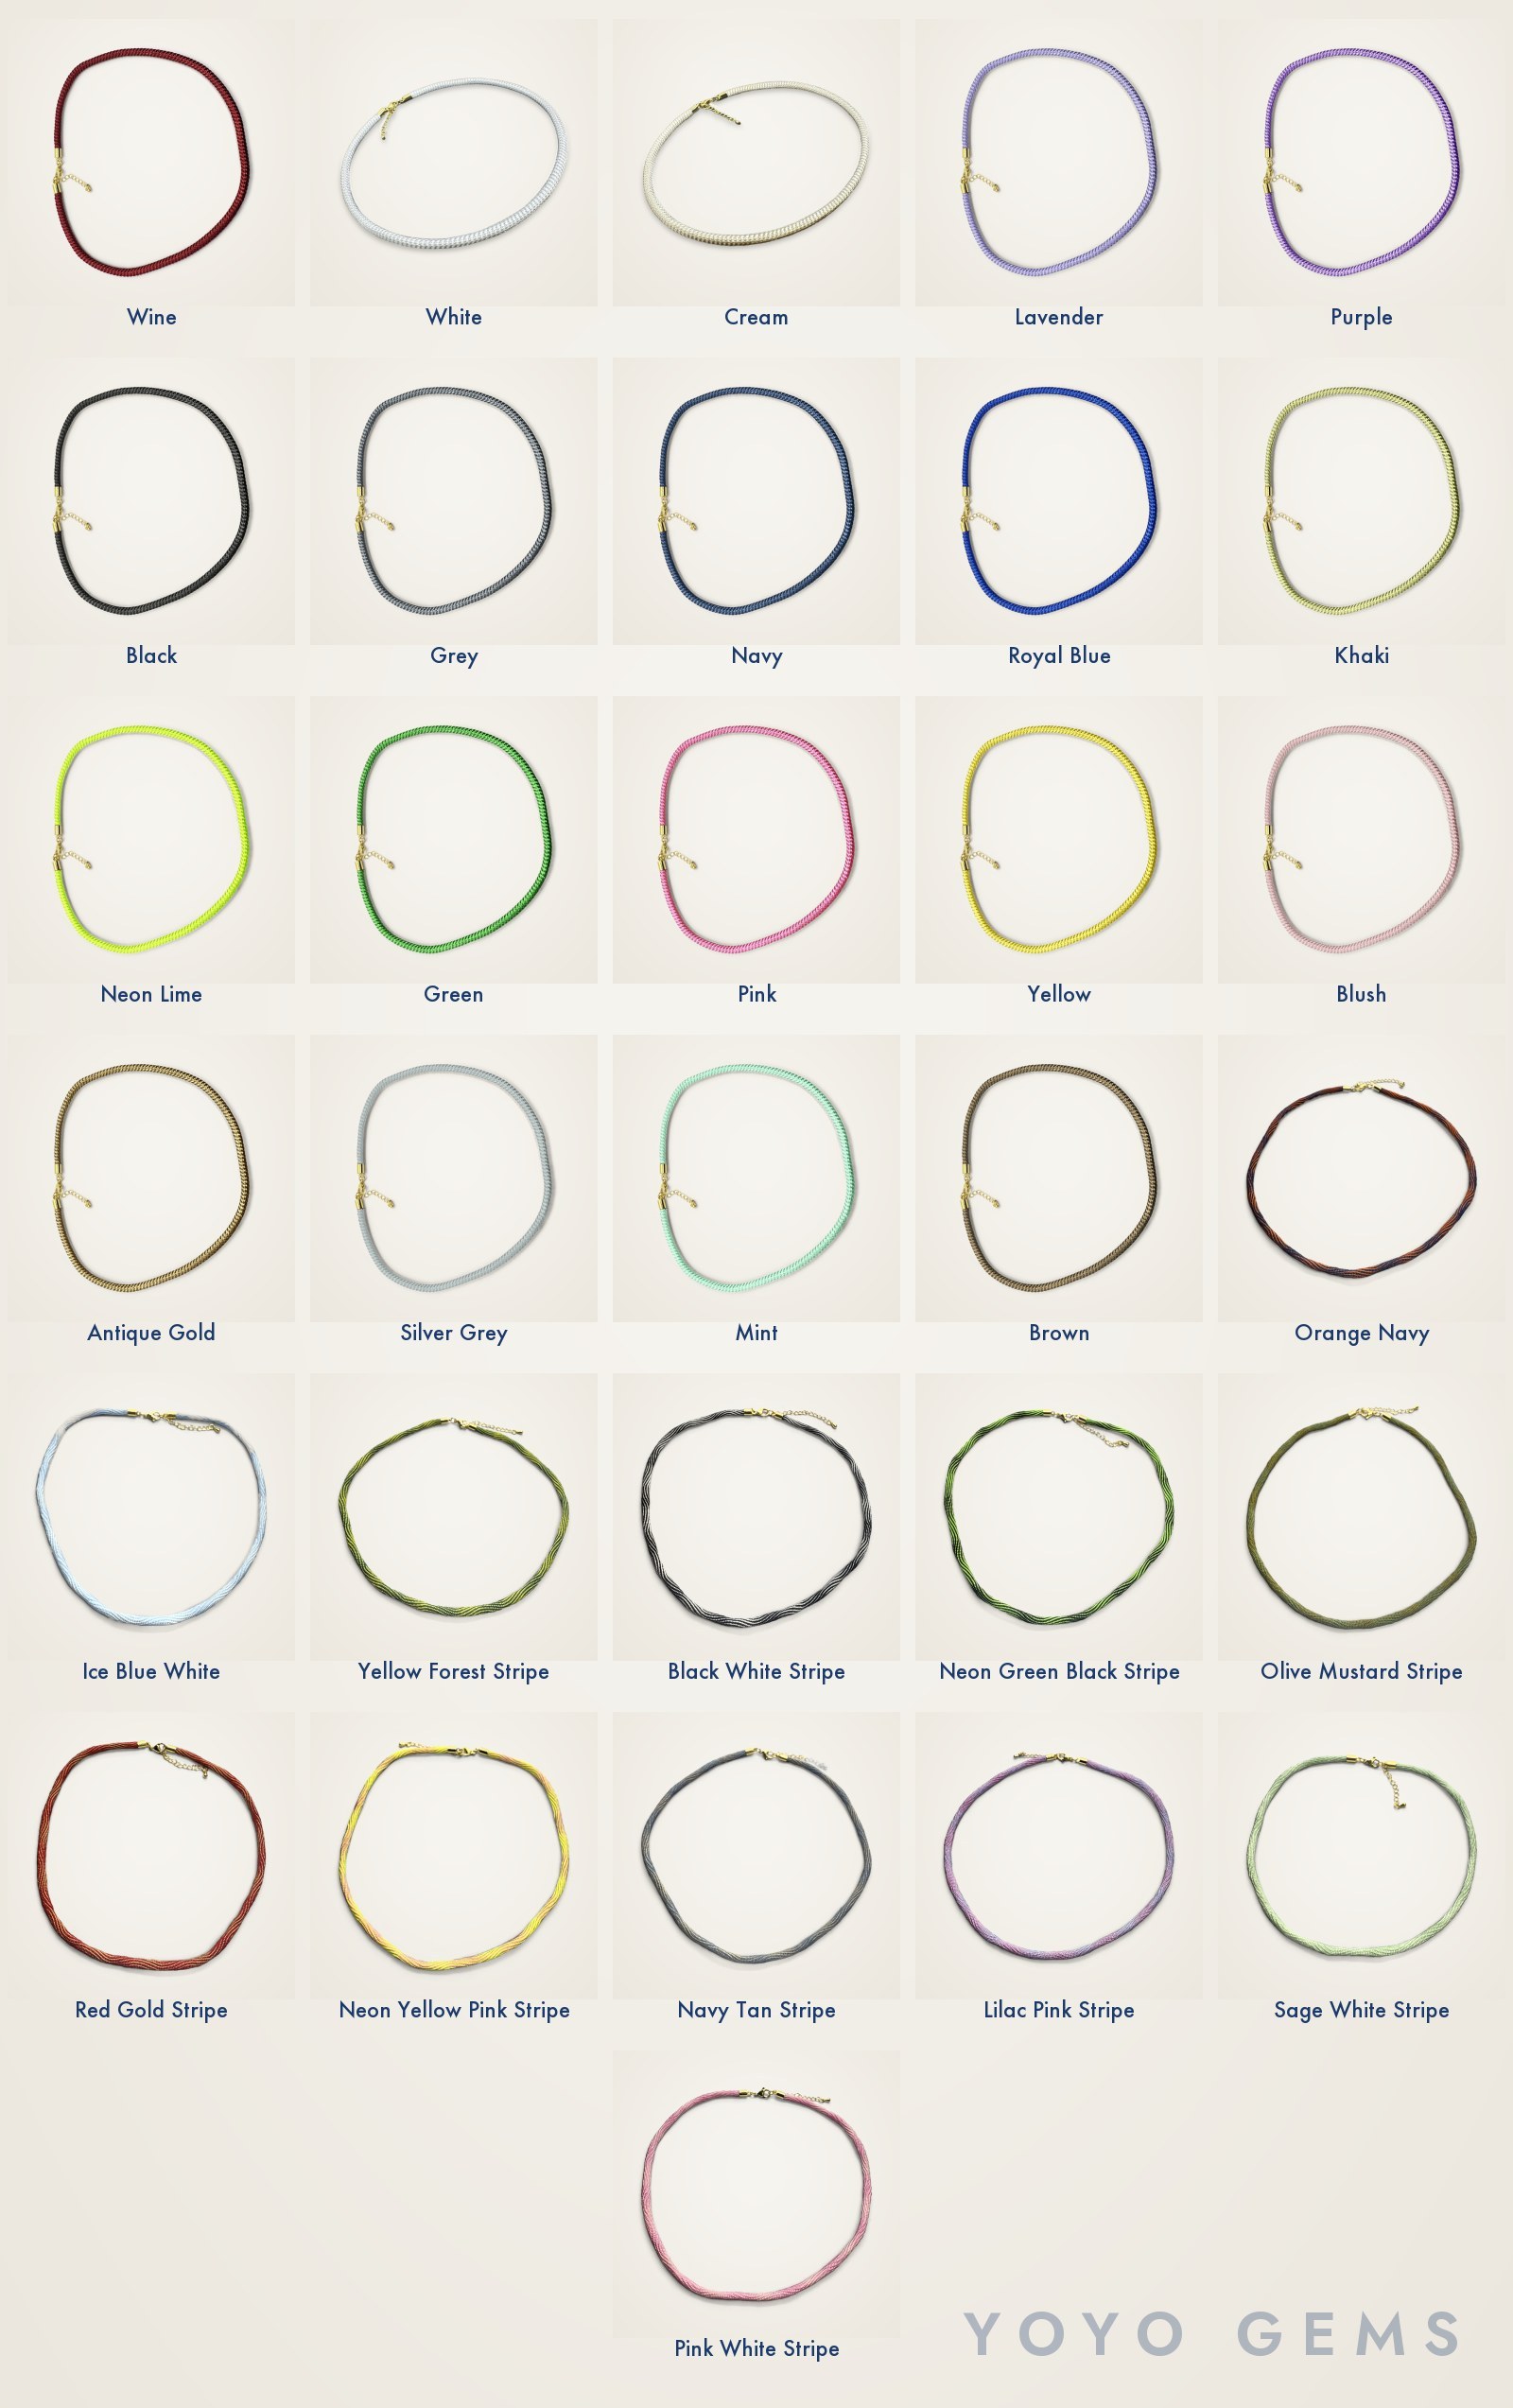 Wine
White
Cream
Lavender
Purple
Black
Grey
Navy
Royal Blue
Khaki
Neon Lime
Green
Pink
Yellow
Blush
Antique Gold
Silver Grey
Mint
Brown
Orange Navy
Ice Blue White
Yellow Forest Stripe
Black White Stripe
Neon Green Black Stripe
Olive Mustard Stripe
Red Gold Stripe
Neon Yellow Pink Stripe
Navy Tan Stripe
Lilac Pink Stripe
Sage White Stripe
Pink White Stripe
YOYO GEMS